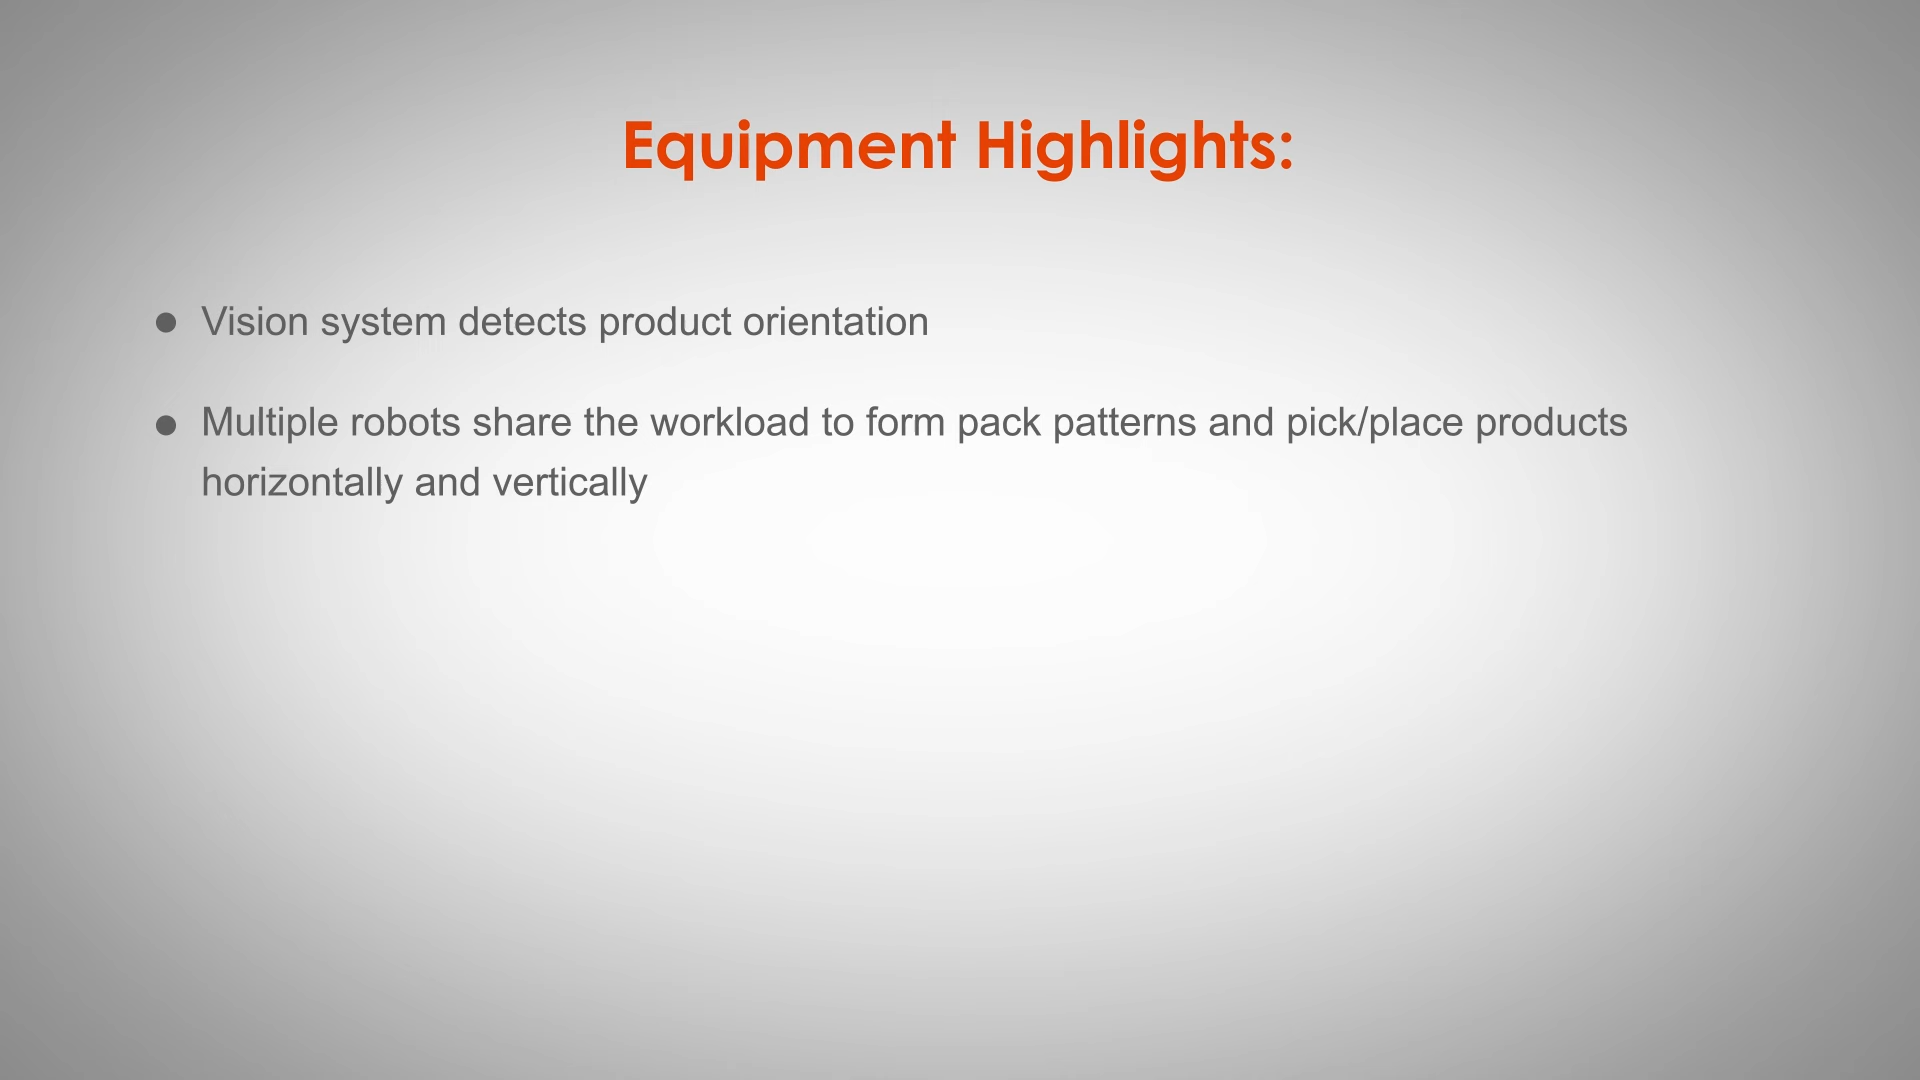 Equipment Highlights:
● Vision system detects product orientation
● Multiple robots share the workload to form pack patterns and pick/place products
horizontally and vertically